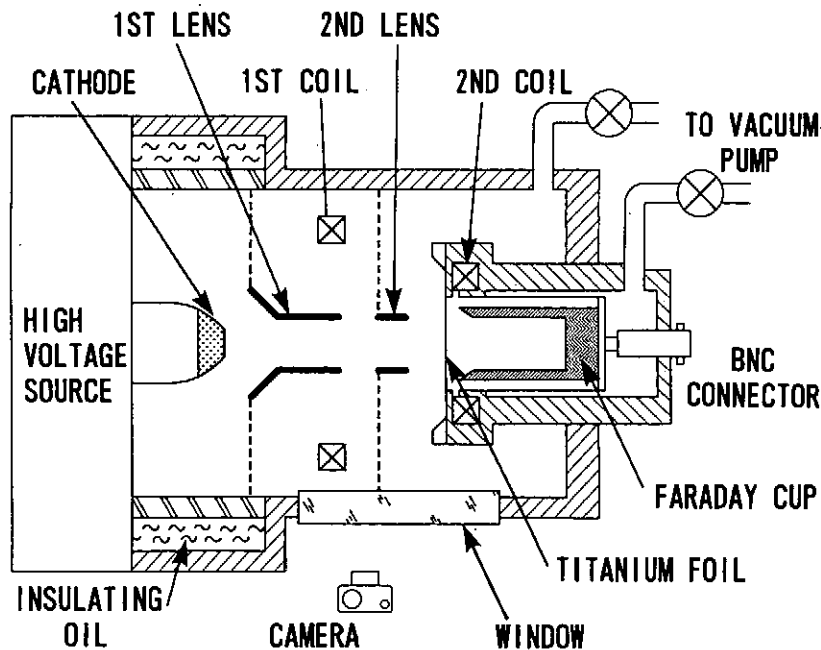 1ST LENS
2ND LENS
CATHODE
1ST COIL
2ND COIL
TO VACUUM
PUMP
HIGH
VOLTAGE
SOURCE
BNC
CONNECTOR
FARADAY CUP
TITANIUM FOIL
INSULATING
OIL
CAMERA
WINDOW